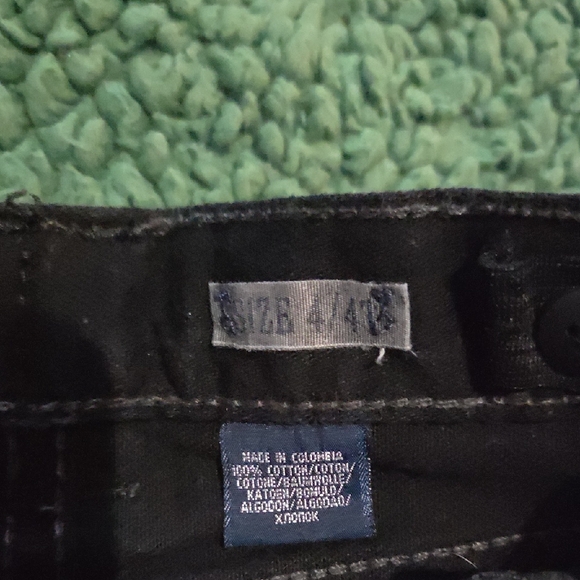 SIZE 4/4T
MADE IN COLOMBIA
100% COTTON/COTON/
COTONE/BAUMWOLLE/
KATOEN/BOMULD/
ALGODON/ALGODAO/
ХЛОПОК